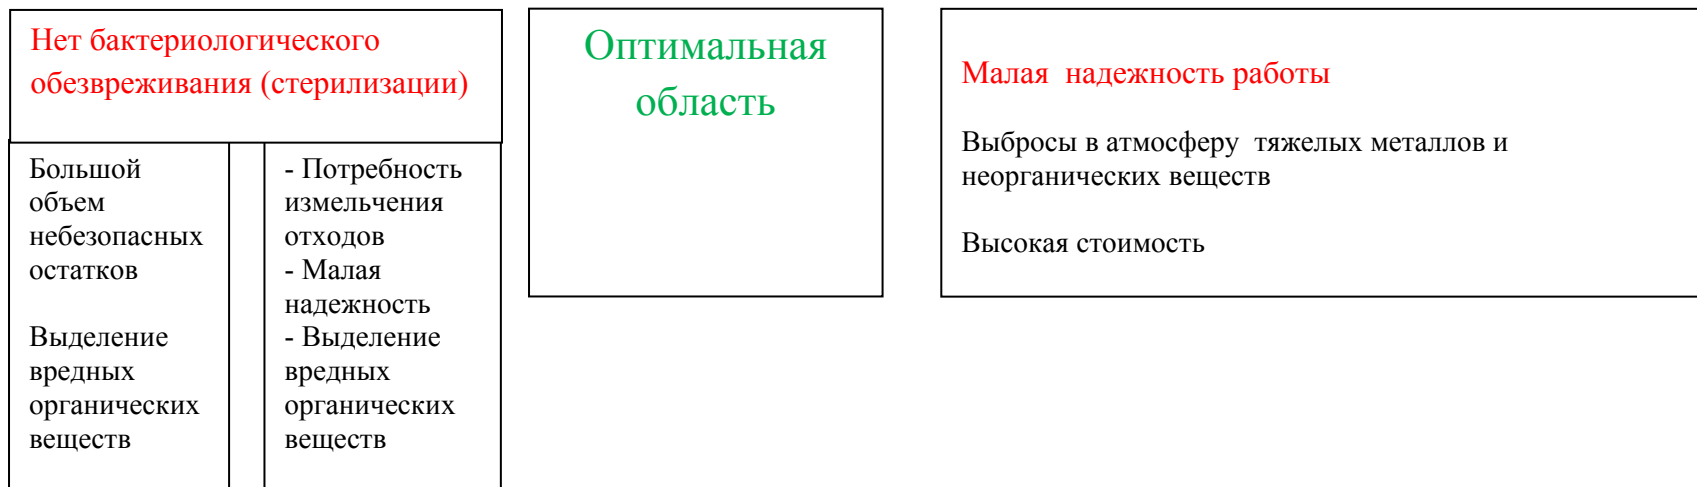 Нет бактериологического
обезвреживания (стерилизации)
Большой
объем
небезопасных
остатков
Выделение
вредных
органических
веществ
- Потребность
измельчения
отходов
- Малая
надежность
- Выделение
вредных
органических
веществ
Оптимальная
область
Малая надежность работы
Выбросы в атмосферу тяжелых металлов и
неорганических веществ
Высокая стоимость